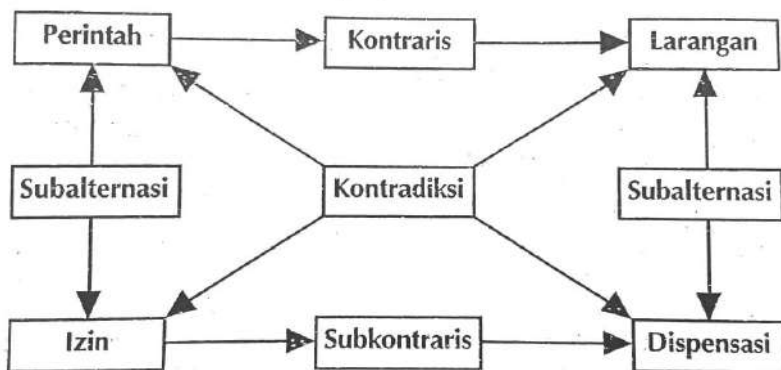 Perintah
Kontraris
Larangan
Subalternasi
Kontradiksi
Subalternasi
Izin
Subkontraris
Dispensasi